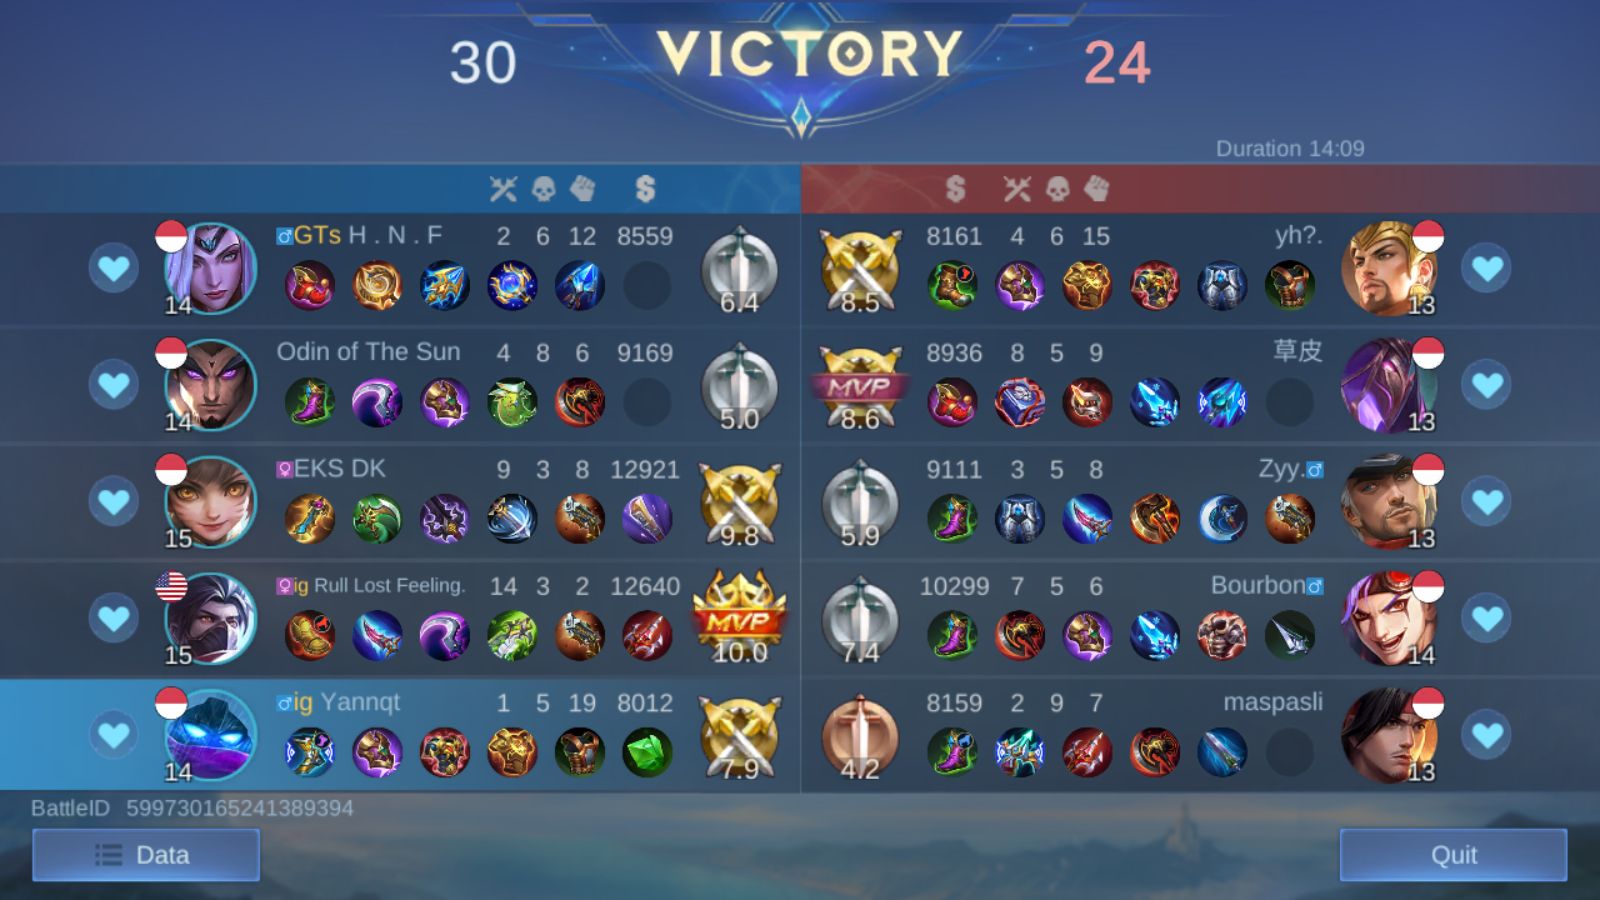 30 VICTORY 24
Duration 14:09
GTs H . N . F 2 6 12 8559
14 6.4
8161 4 6 15 yh?.
8.5 13
Odin of The Sun 4 8 6 9169
14 5.0
8936 8 5 9 草皮
MVP
8.6 13
EKS DK 9 3 8 12921
15 9.8
9111 3 5 8 Zyy.
5.9 13
ig Rull Lost Feeling. 14 3 2 12640
MVP
15 10.0
10299 7 5 6 Bourbon
7.4 14
ig Yannqt 1 5 19 8012
14 7.9
8159 2 9 7 maspasli
4.2 13
BattleID 599730165241389394
Data
Quit